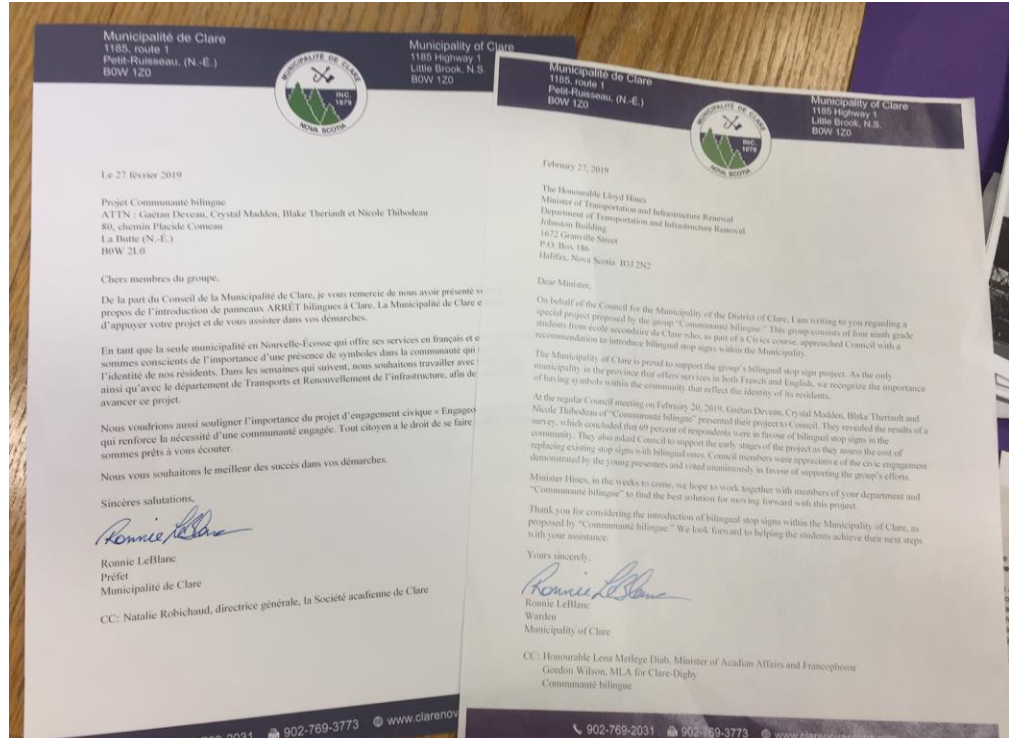 Municipalité de Clare
1185, route 1
Petit-Ruisseau, (N.-É.)
B0W 1Z0
MUNICIPALITÉ DE CLARE
INC.
1879
NOVA SCOTIA
Municipality of Clare
1185 Highway 1
Little Brook, N.S.
B0W 1Z0
Le 27 février 2019
Projet Communauté bilingue
ATTN : Gaétan Deveau, Crystal Madden, Blake Theriault et Nicole Thibodeau
80, chemin Placide Comeau
La Butte (N.-É.)
B0W 2L0
Chers membres du groupe,
De la part du Conseil de la Municipalité de Clare, je vous remercie de nous avoir présenté
propos de l'introduction de panneaux ARRÊT bilingues à Clare. La Municipalité de Clare
d'appuyer votre projet et de vous assister dans vos démarches.
En tant que la seule municipalité en Nouvelle-Écosse qui offre ses services en français et
sommes conscients de l'importance d'une présence de symboles dans la communauté qui
l'identité de nos résidents. Dans les semaines qui suivent, nous souhaitons travailler avec
ainsi qu'avec le département de Transports et Renouvellement de l'infrastructure, afin de
avancer ce projet.
Nous voudrions aussi souligner l'importance du projet d'engagement civique « Engageo
qui renforce la nécessité d'une communauté engagée. Tout citoyen a le droit de se faire
sommes prêts à vous écouter.
Nous vous souhaitons le meilleur des succès dans vos démarches.
Sincères salutations,
Ronnie LeBlanc
Ronnie LeBlanc
Préfet
Municipalité de Clare
CC: Natalie Robichaud, directrice générale, la Société acadienne de Clare
902-769-3773 www.clarenov
Municipalité de Clare
1185, route 1
Petit-Ruisseau, (N.-É.)
B0W 1Z0
MUNICIPALITÉ DE CLARE
INC.
1879
NOVA SCOTIA
Municipality of Clare
1185 Highway 1
Little Brook, N.S.
B0W 1Z0
February 27, 2019
The Honourable Lloyd Hines
Minister of Transportation and Infrastructure Renewal
Department of Transportation and Infrastructure Renewal
Johnston Building
1672 Granville Street
P.O. Box, 186
Halifax, Nova Scotia B3J 2N2
Dear Minister,
On behalf of the Council for the Municipality of the District of Clare, I am writing to you regarding a
special project proposed by the group "Communauté bilingue." This group consists of four ninth grade
students from école secondaire de Clare who, as part of a Civics course, approached Council with a
recommendation to introduce bilingual stop signs within the Municipality.
The Municipality of Clare is proud to support the group's bilingual stop sign project. As the only
municipality in the province that offers services in both French and English, we recognize the importance
of having symbols within the community that reflect the identity of its residents.
At the regular Council meeting on February 20, 2019, Gaétan Deveau, Crystal Madden, Blake Theriault and
Nicole Thibodeau of "Communauté bilingue" presented their project to Council. They revealed the results of a
survey, which concluded that 69 percent of respondents were in favour of bilingual stop signs in the
community. They also asked Council to support the early stages of the project as they assess the cost of
replacing existing stop signs with bilingual ones. Council members were appreciative of the civic engagement
demonstrated by the young presenters and voted unanimously in favour of supporting the group's efforts.
Minister Hines, in the weeks to come, we hope to work together with members of your department and
"Communauté bilingue" to find the best solution for moving forward with this project.
Thank you for considering the introduction of bilingual stop signs within the Municipality of Clare, as
proposed by "Communauté bilingue." We look forward to helping the students achieve their next steps
with your assistance.
Yours sincerely,
Ronnie LeBlanc
Ronnie LeBlanc
Warden
Municipality of Clare
CC: Honourable Lena Metlege Diab, Minister of Acadian Affairs and Francophonie
Gordon Wilson, MLA for Clare-Digby
Communauté bilingue
902-769-2031 902-769-3773